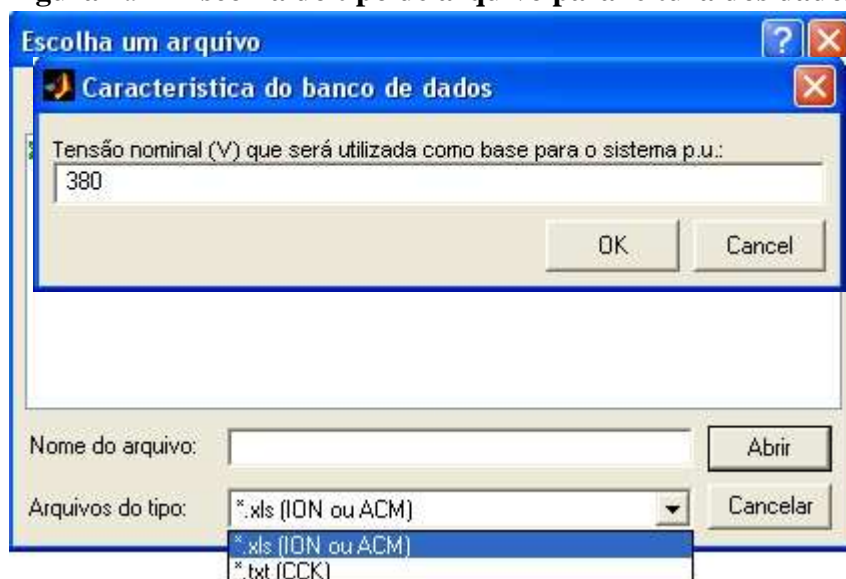 Escolha um arquivo
Característica do banco de dados
Tensão nominal (V) que será utilizada como base para o sistema p.u.:
380
OK Cancel
Nome do arquivo: Abrir
Arquivos do tipo: *.xls (ION ou ACM) Cancelar
*.xls (ION ou ACM)
*.txt (CCK)